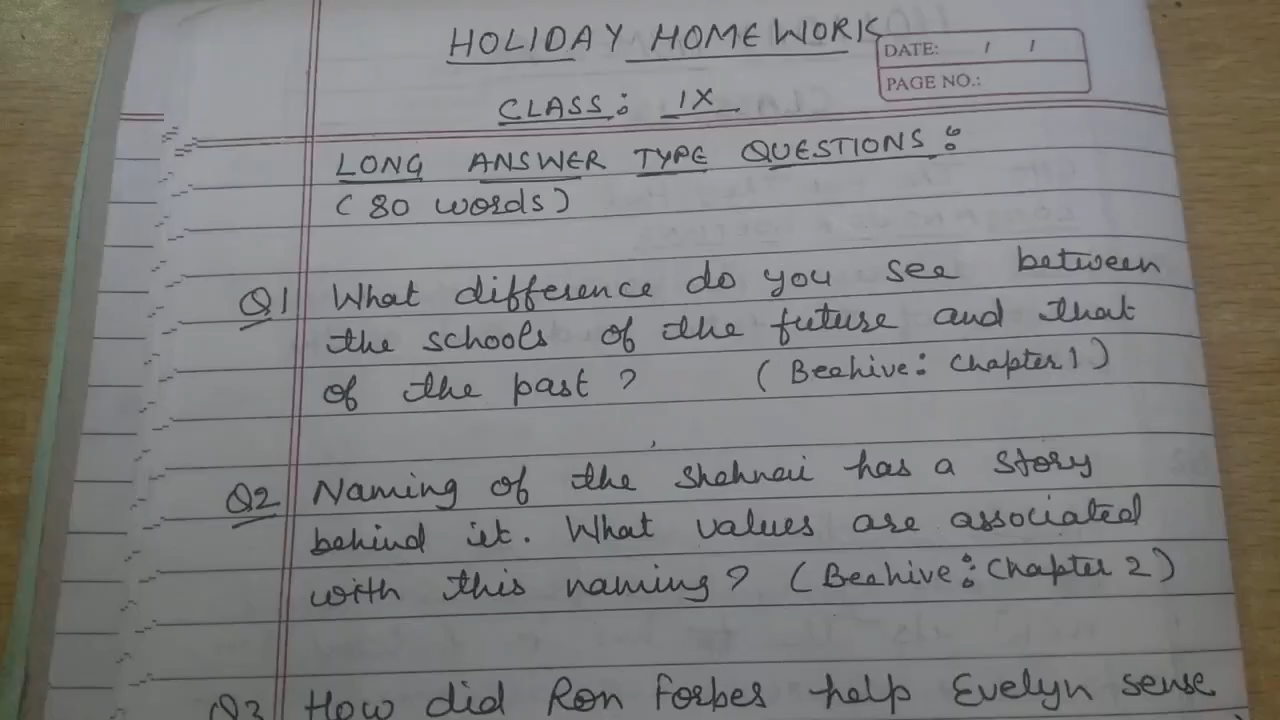 HOLIDAY HOMEWORK
DATE: / /
PAGE NO.:
CLASS: IX
LONG ANSWER TYPE QUESTIONS:
(80 words)
Q1 What difference do you see between
the schools of the future and that
of the past? (Beehive: Chapter 1)
Q2 Naming of the Shehnai has a story
behind it. What values are associated
with this naming? (Beehive: Chapter 2)
Q3 How did Ron Forbes help Evelyn sense